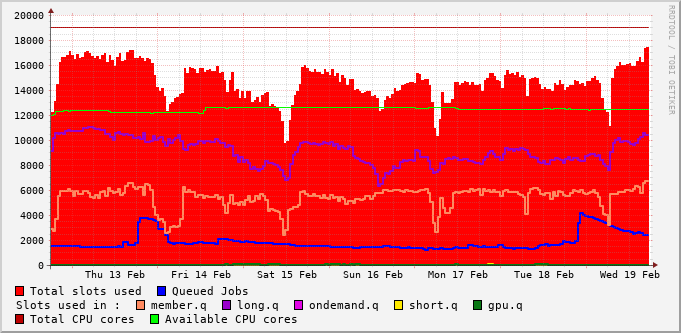 20000
18000
16000
14000
12000
10000
8000
6000
4000
2000
0
Thu 13 Feb Fri 14 Feb Sat 15 Feb Sun 16 Feb Mon 17 Feb Tue 18 Feb Wed 19 Feb
Total slots used Queued Jobs
Slots used in : member.q long.q ondemand.q short.q gpu.q
Total CPU cores Available CPU cores
RRDTOOL / TOBI OETIKER